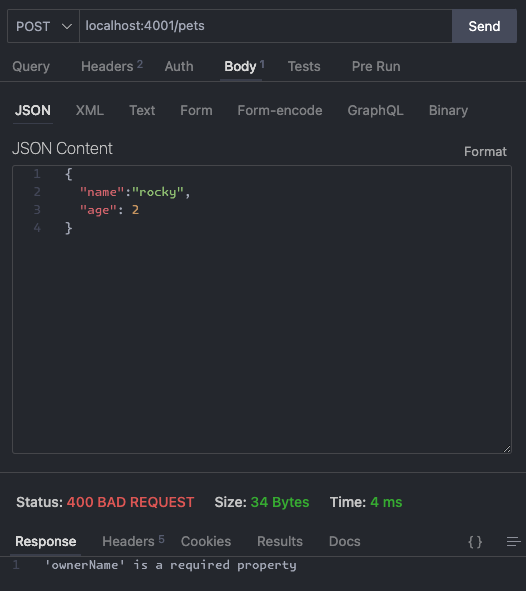 POST localhost:4001/pets Send
Query Headers 2 Auth Body 1 Tests Pre Run
JSON XML Text Form Form-encode GraphQL Binary
JSON Content Format
1 {
2 "name":"rocky",
3 "age": 2
4 }
Status: 400 BAD REQUEST Size: 34 Bytes Time: 4 ms
Response Headers 5 Cookies Results Docs { }
1 'ownerName' is a required property